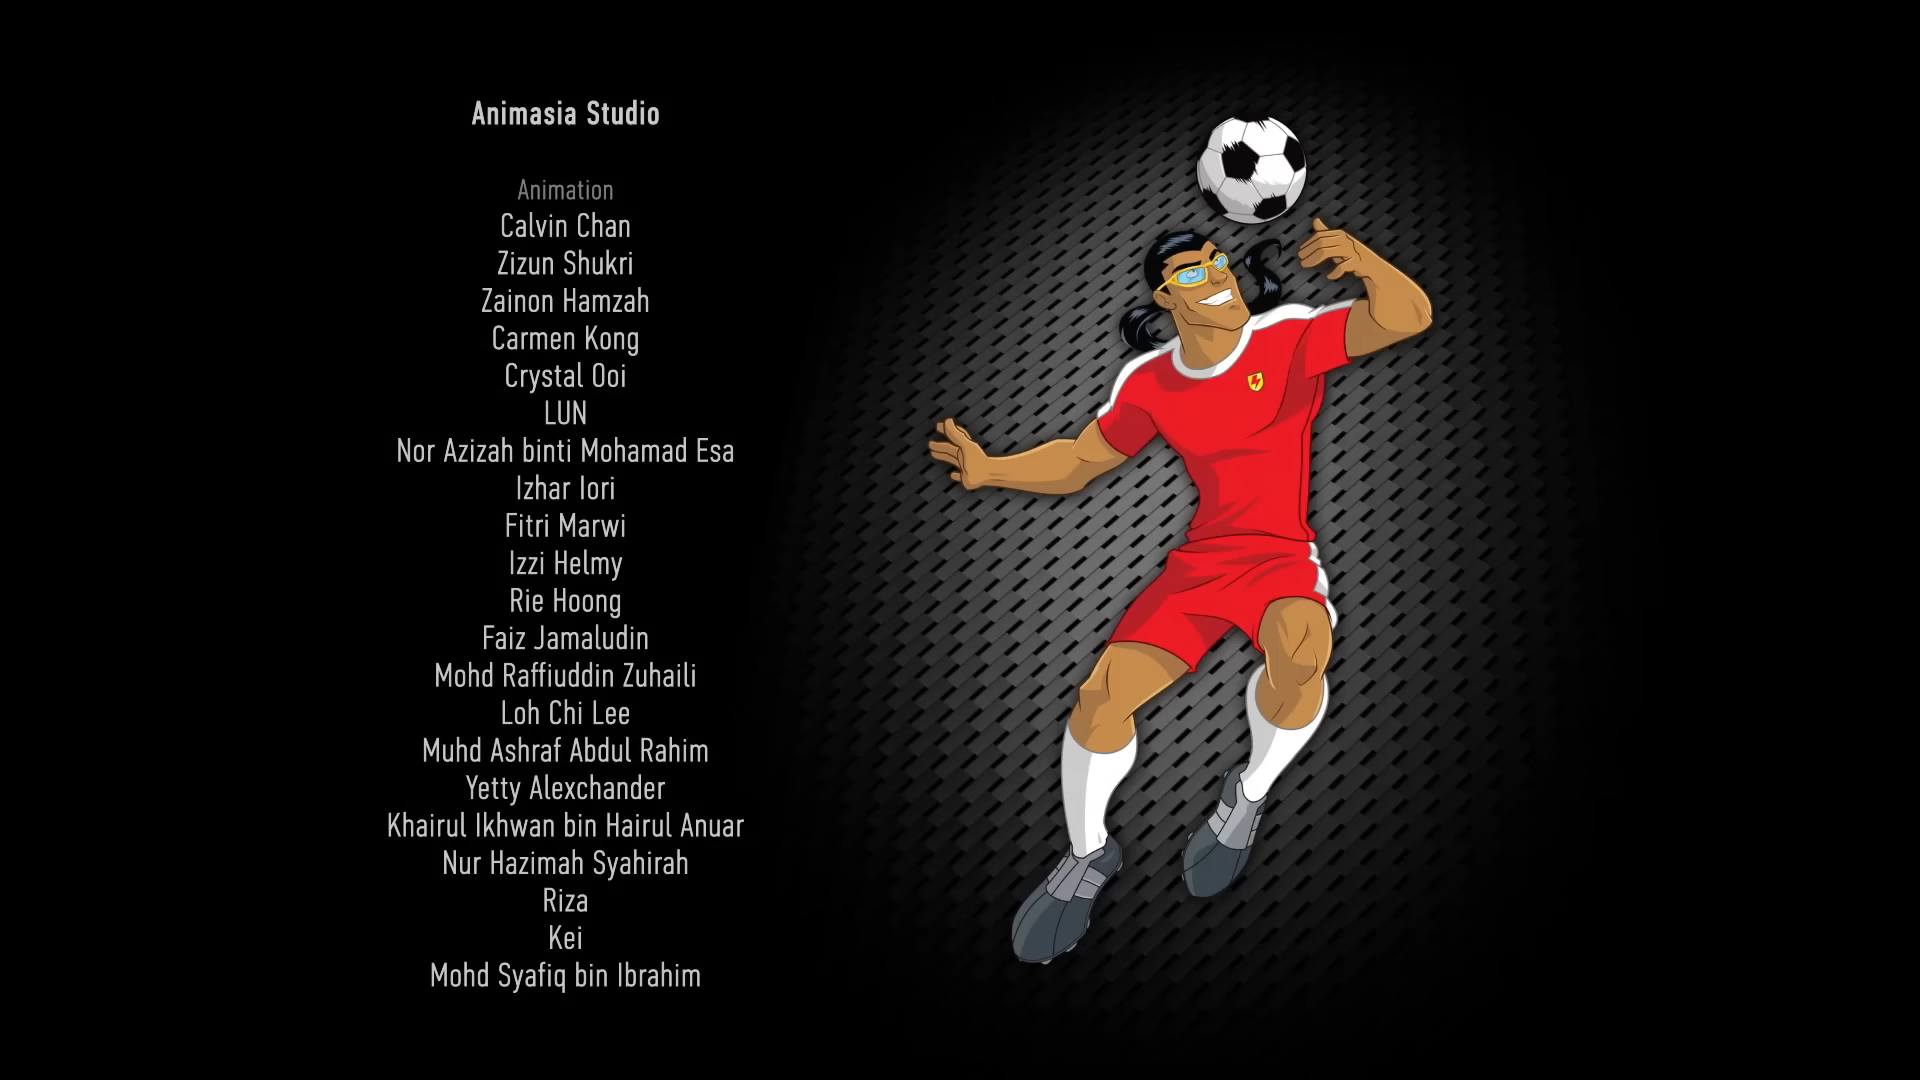 Animasia Studio
Animation
Calvin Chan
Zizun Shukri
Zainon Hamzah
Carmen Kong
Crystal Ooi
LUN
Nor Azizah binti Mohamad Esa
Izhar Iori
Fitri Marwi
Izzi Helmy
Rie Hoong
Faiz Jamaludin
Mohd Raffiuddin Zuhaili
Loh Chi Lee
Muhd Ashraf Abdul Rahim
Yetty Alexchander
Khairul Ikhwan bin Hairul Anuar
Nur Hazimah Syahirah
Riza
Kei
Mohd Syafiq bin Ibrahim